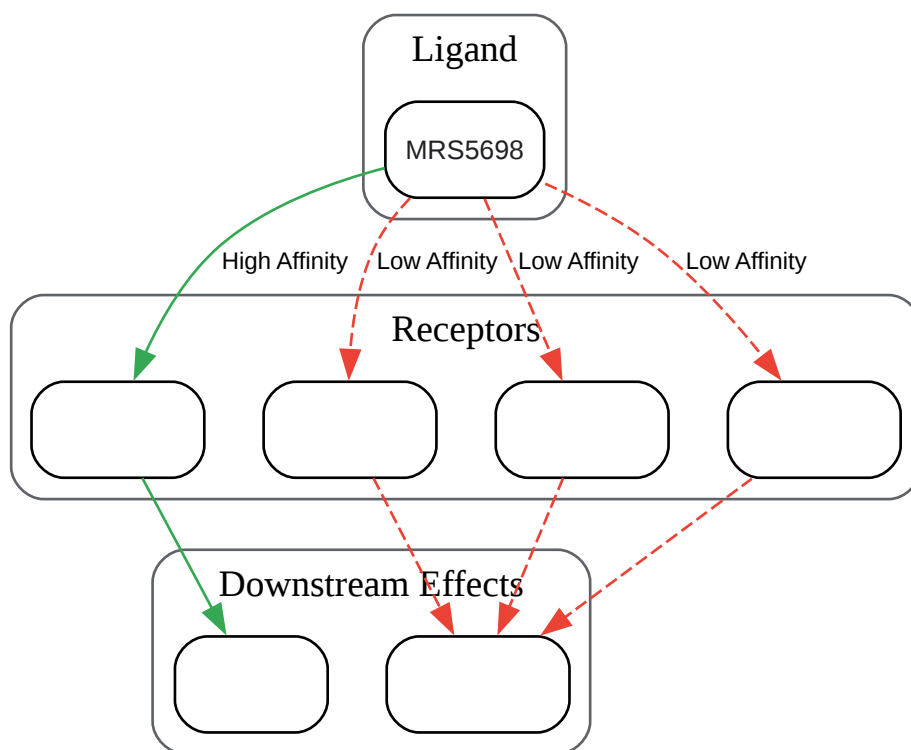 Ligand
MRS5698
High Affinity
Low Affinity
Low Affinity
Low Affinity
Receptors
Downstream Effects